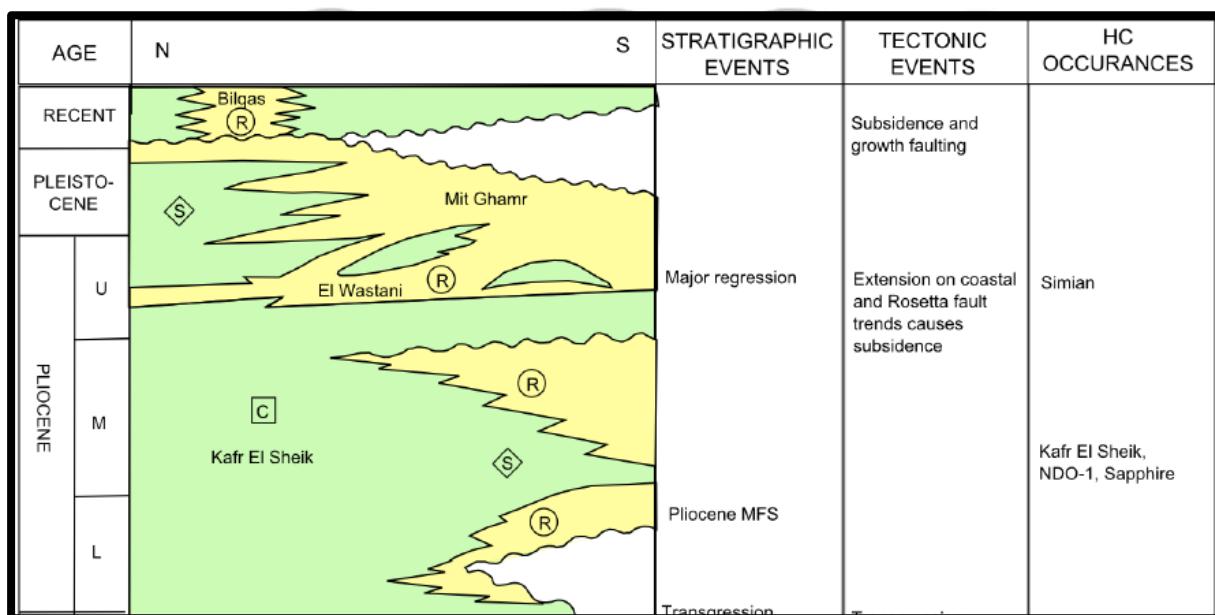 AGE
N
S
STRATIGRAPHIC
EVENTS
TECTONIC
EVENTS
HC
OCCURANCES
RECENT
Bilqas
R
Subsidence and
growth faulting
PLEISTO-
CENE
S
Mit Ghamr
PLIOCENE
U
El Wastani
R
Major regression
Extension on coastal
and Rosetta fault
trends causes
subsidence
Simian
M
R
C
Kafr El Sheik
S
Kafr El Sheik,
NDO-1, Sapphire
L
R
Pliocene MFS
Transgression